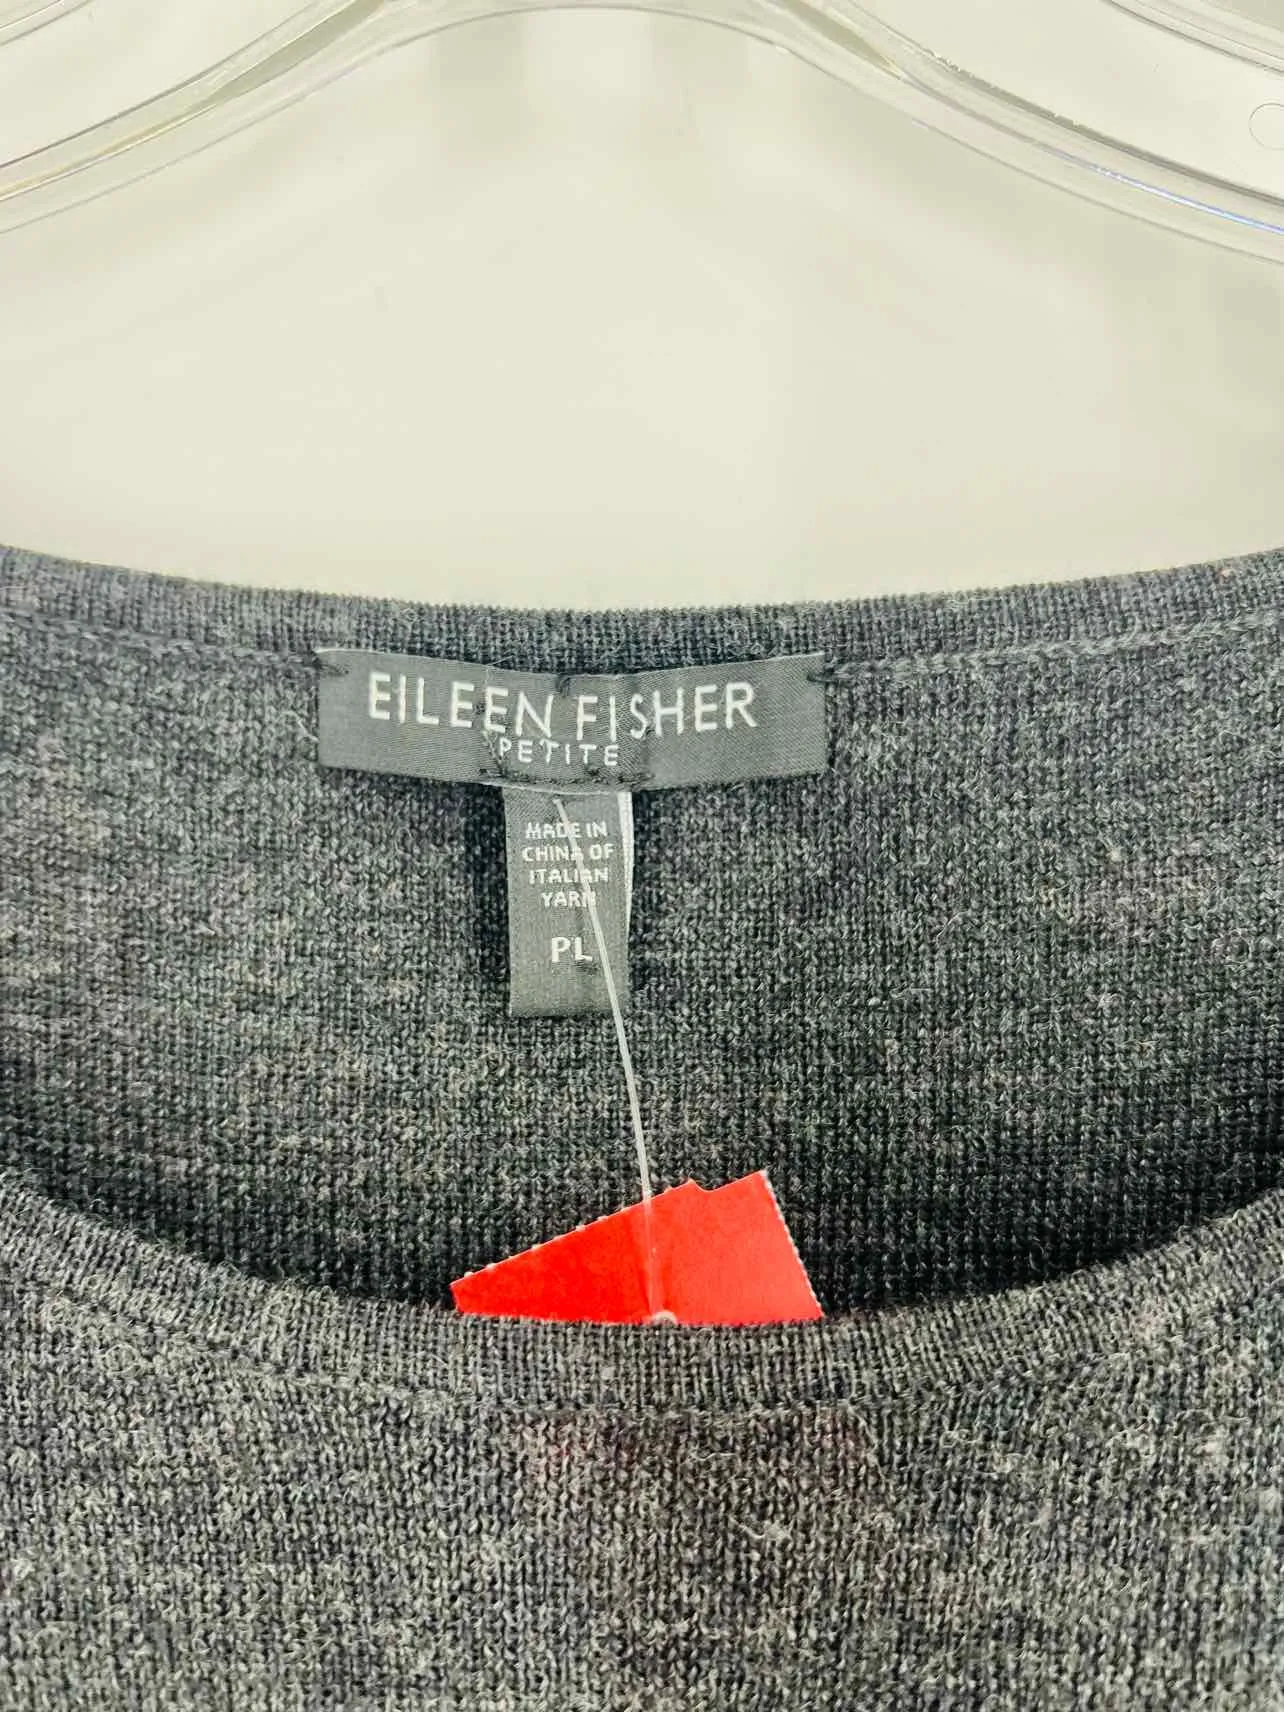 EILEEN FISHER
PETITE
MADE IN
CHINA OF
ITALIAN
YARN
PL